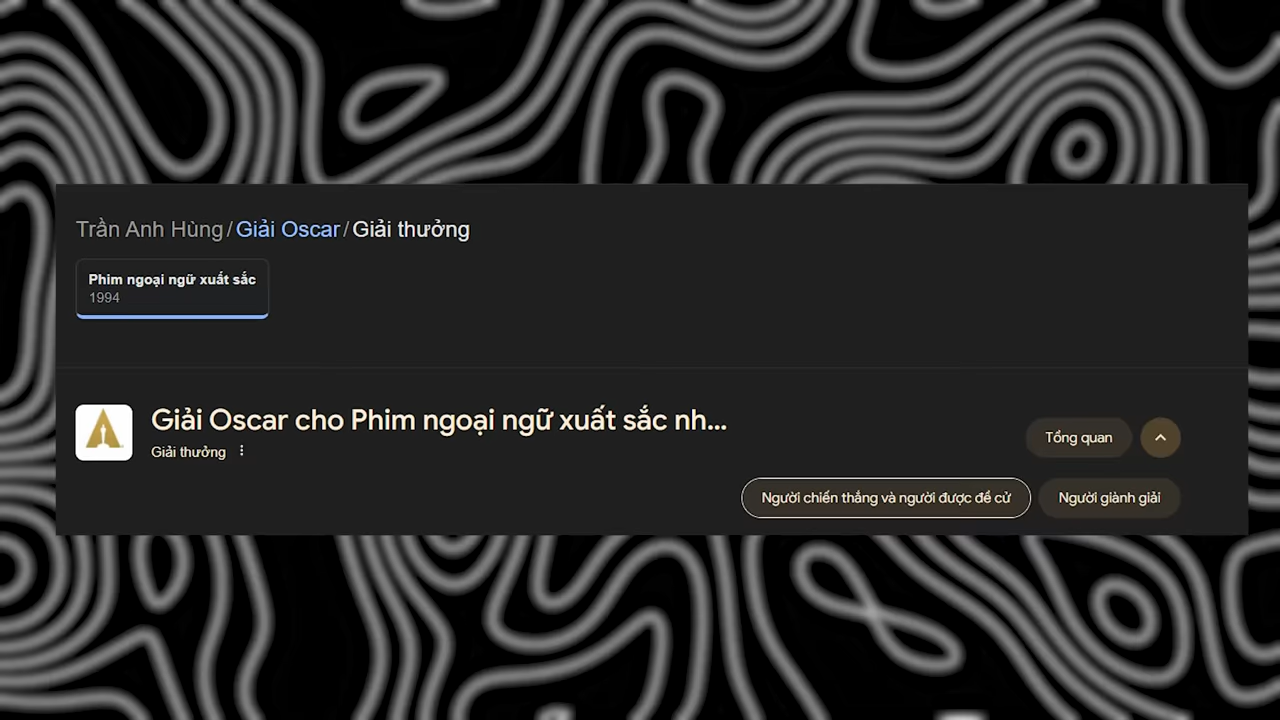 Trần Anh Hùng/Giải Oscar/Giải thưởng
Phim ngoại ngữ xuất sắc
1994
Giải Oscar cho Phim ngoại ngữ xuất sắc nh...
Giải thưởng
Tổng quan
Người chiến thắng và người được đề cử
Người giành giải